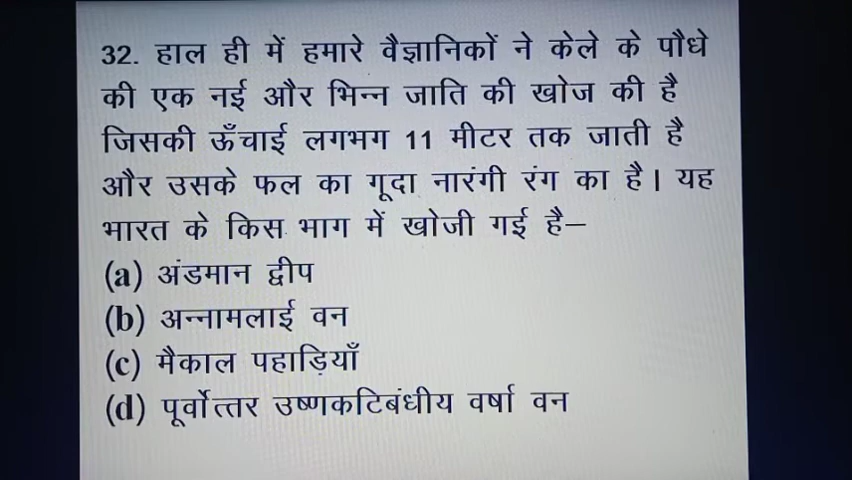 32. हाल ही में हमारे वैज्ञानिकों ने केले के पौधे
की एक नई और भिन्न जाति की खोज की है
जिसकी ऊँचाई लगभग 11 मीटर तक जाती है
और उसके फल का गूदा नारंगी रंग का है। यह
भारत के किस भाग में खोजी गई है–
(a) अंडमान द्वीप
(b) अन्नामलाई वन
(c) मैकाल पहाड़ियाँ
(d) पूर्वोत्तर उष्णकटिबंधीय वर्षा वन